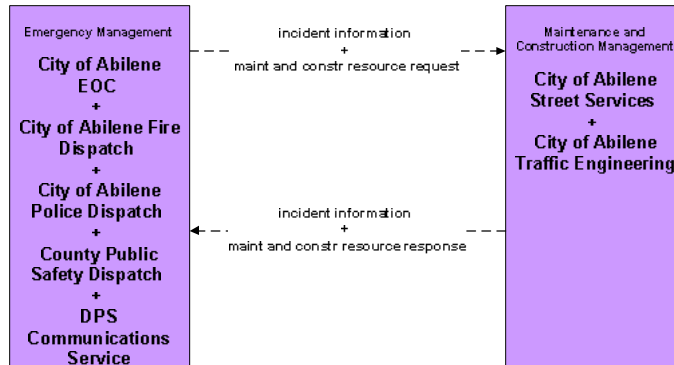 Emergency Management
City of Abilene
EOC
+
City of Abilene Fire
Dispatch
+
City of Abilene
Police Dispatch
+
County Public
Safety Dispatch
+
DPS
Communications
Service
incident information
+
maint and constr resource request
incident information
+
maint and constr resource response
Maintenance and
Construction Management
City of Abilene
Street Services
+
City of Abilene
Traffic Engineering